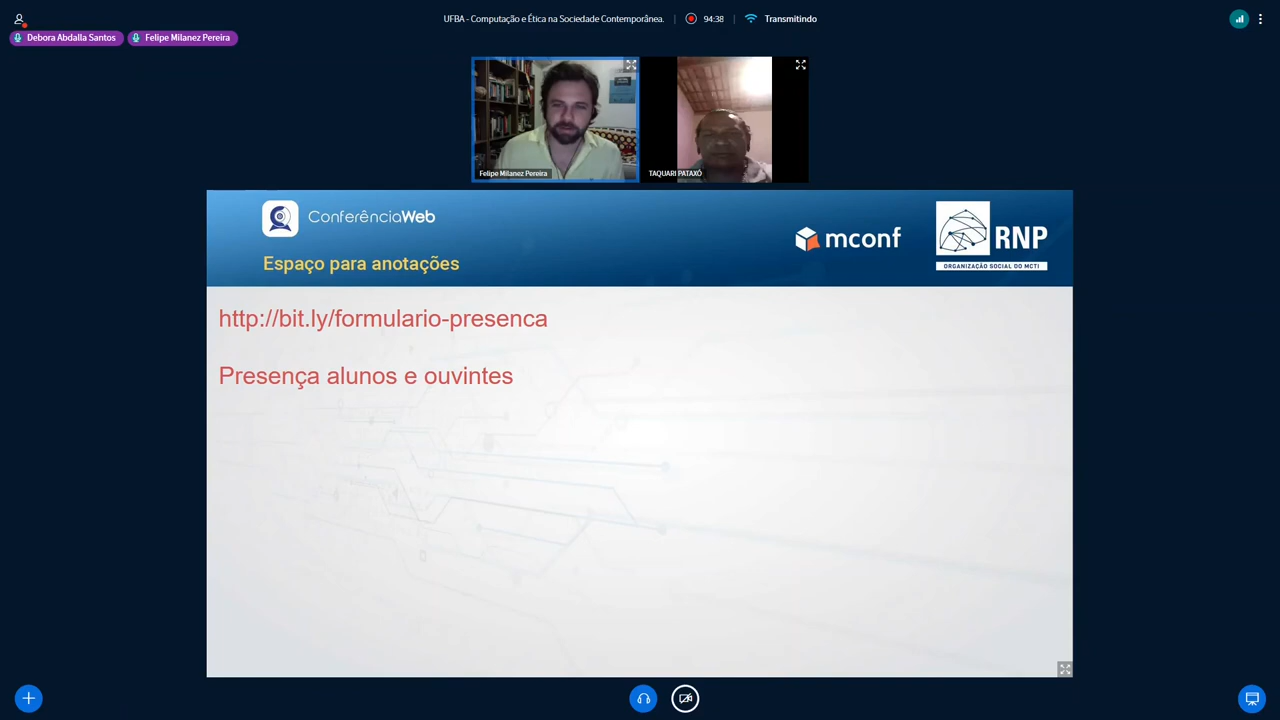 UFBA - Computação e Ética na Sociedade Contemporânea.
94:38
Transmitindo
Debora Abdalla Santos
Felipe Milanez Pereira
Felipe Milanez Pereira
TAQUARI PATAXÓ
ConferênciaWeb
mconf
RNP
ORGANIZAÇÃO SOCIAL DO MCTI
Espaço para anotações
http://bit.ly/formulario-presenca
Presença alunos e ouvintes